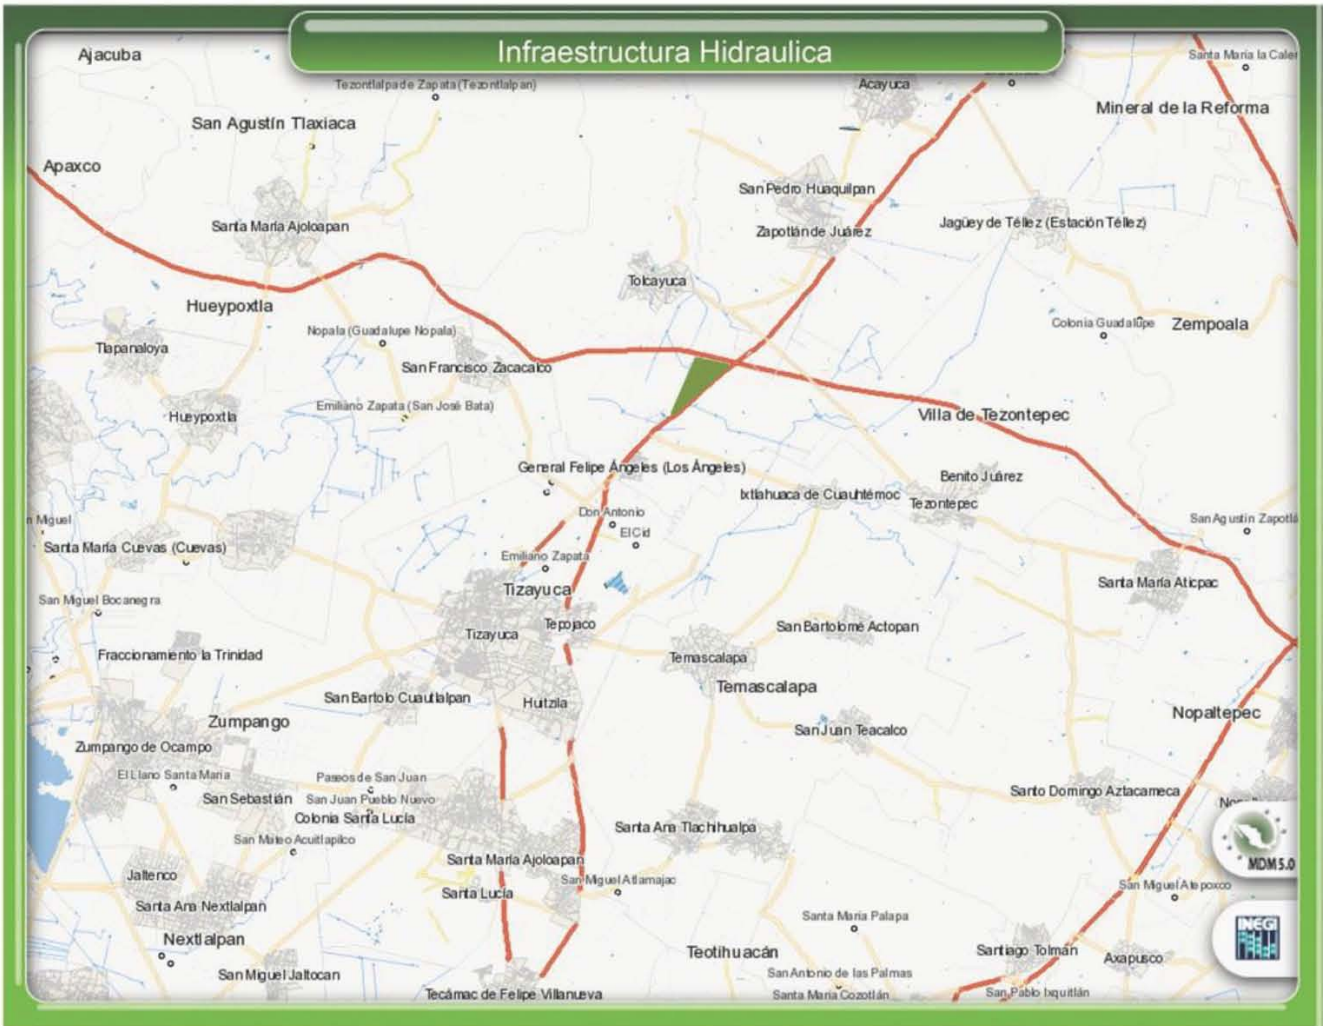 Infraestructura Hidraulica
Ajacuba
Santa María la Caler
Tezontlalpa de Zapata (Tezontlalpan)
Acayuca
Mineral de la Reforma
San Agustín Tlaxiaca
Apaxco
San Pedro Huaquilpan
Santa María Ajoloapan
Zapotlán de Juárez
Jagüey de Téllez (Estación Téllez)
Tolcayuca
Hueypoxtla
Nopala (Guadalupe Nopala)
Colonia Guadalupe
Zempoala
Tlapanaloya
San Francisco Zacacalco
Hueypoxtla
Emiliano Zapata (San José Bata)
Villa de Tezontepec
General Felipe Ángeles (Los Ángeles)
Benito Juárez
Ixtlahuaca de Cuauhtémoc
Tezontepec
n Miguel
Don Antonio
El Cid
San Agustín Zapotla
Santa María Cuevas (Cuevas)
Emiliano Zapata
Tizayuca
Santa María Aticpac
San Miguel Bocanegra
Tizayuca
Tepojaco
San Bartolomé Actopan
Fraccionamiento la Trinidad
Temascalapa
Temascalapa
San Bartolo Cuautlalpan
Huitzila
Zumpango
San Juan Teacalco
Nopaltepec
Zumpango de Ocampo
El Llano Santa María
Paseos de San Juan
San Sebastián
San Juan Pueblo Nuevo
Santo Domingo Aztacameca
Colonia Santa Lucía
Santa Ana Tlachihualpa
San Mateo Acuitlapilco
Santa María Ajoloapan
MDM 5.0
Jaltenco
San Miguel Atlamajac
Santa Lucía
San Miguel Atepoxco
Santa Ana Nextlalpan
Santa María Palapa
INEGI
Nextlalpan
Teotihuacán
Santiago Tolmán
Axapusco
San Miguel Jaltocan
San Antonio de las Palmas
Tecámac de Felipe Villanueva
Santa María Cozotlán
San Pablo Ixquitlán